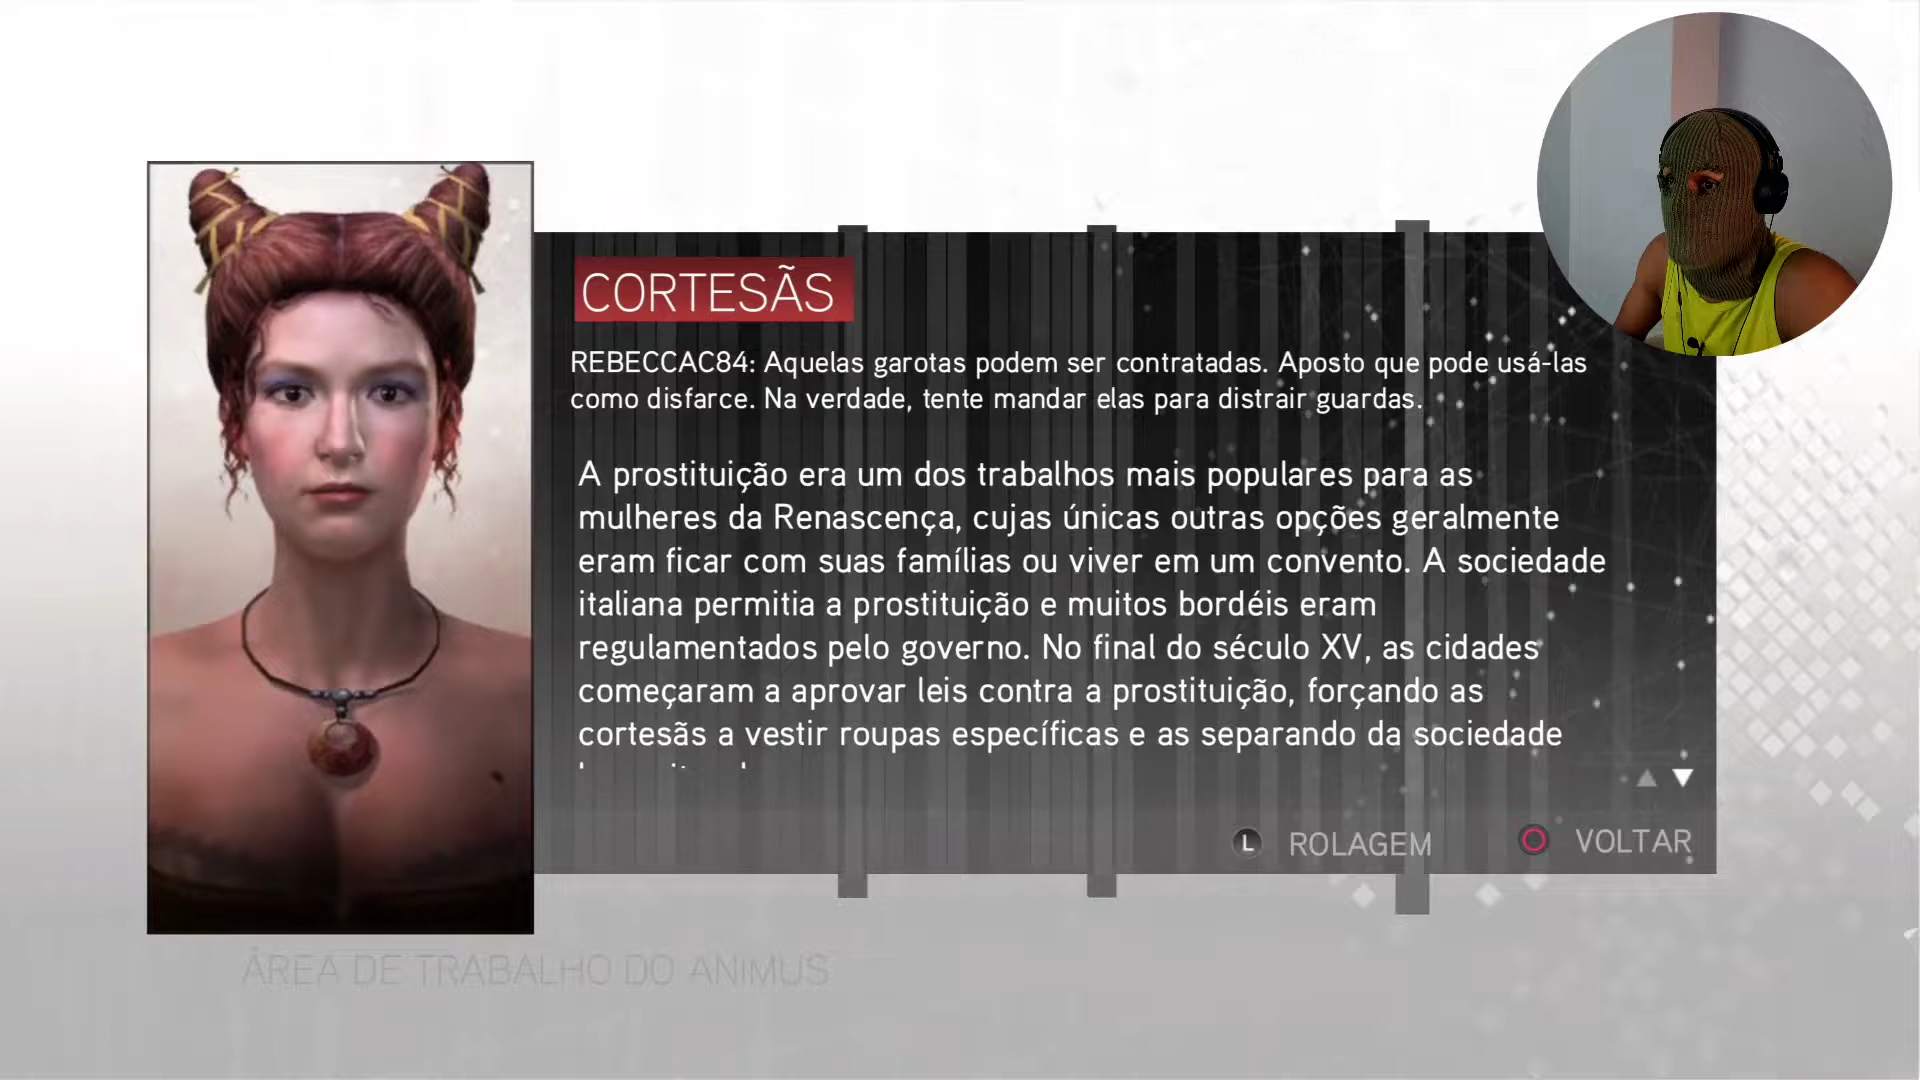 CORTESÃS
REBECCAC84: Aquelas garotas podem ser contratadas. Aposto que pode usá-las
como disfarce. Na verdade, tente mandar elas para distrair guardas.
A prostituição era um dos trabalhos mais populares para as
mulheres da Renascença, cujas únicas outras opções geralmente
eram ficar com suas famílias ou viver em um convento. A sociedade
italiana permitia a prostituição e muitos bordéis eram
regulamentados pelo governo. No final do século XV, as cidades
começaram a aprovar leis contra a prostituição, forçando as
cortesãs a vestir roupas específicas e as separando da sociedade
L ROLAGEM
VOLTAR
ÁREA DE TRABALHO DO ANIMUS